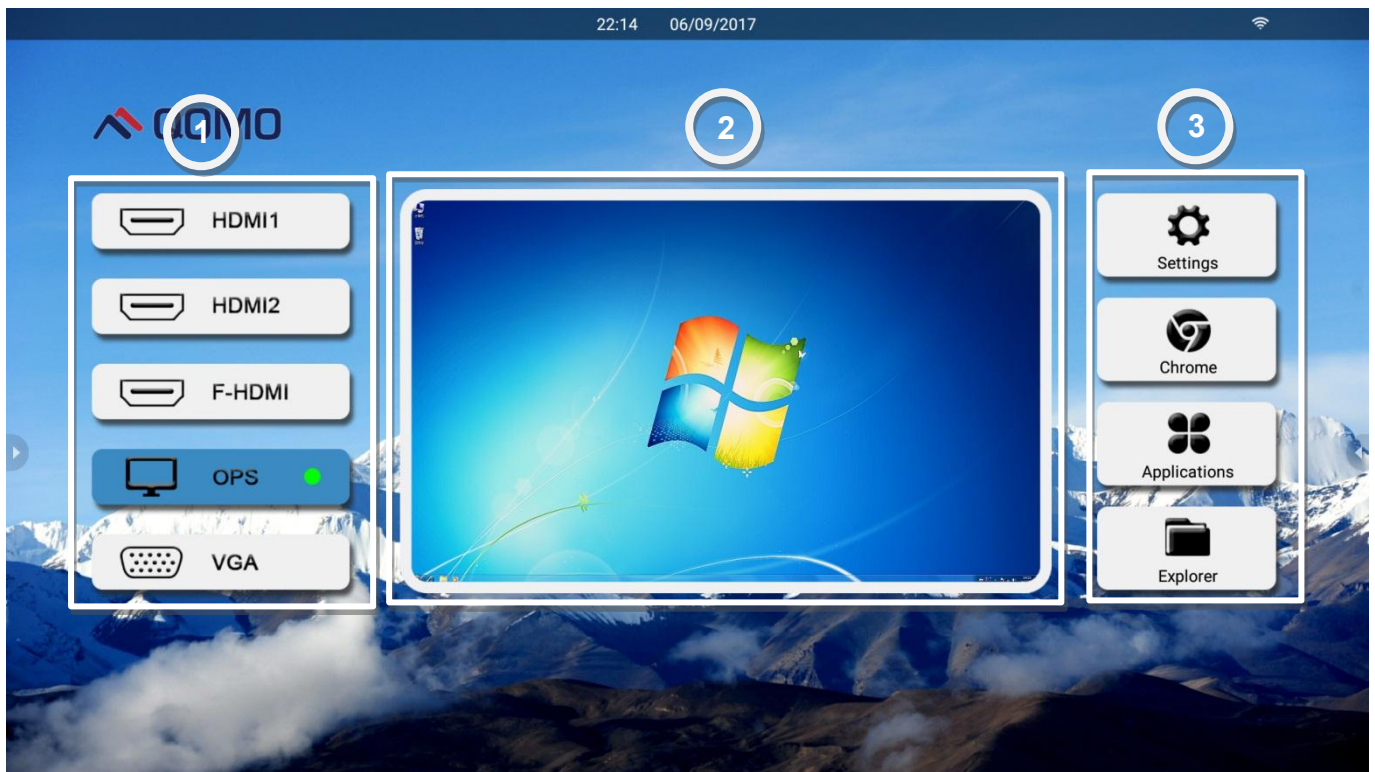 22:14 06/09/2017
QOMO
1
2
3
HDMI1
HDMI2
F-HDMI
OPS
VGA
Settings
Chrome
Applications
Explorer